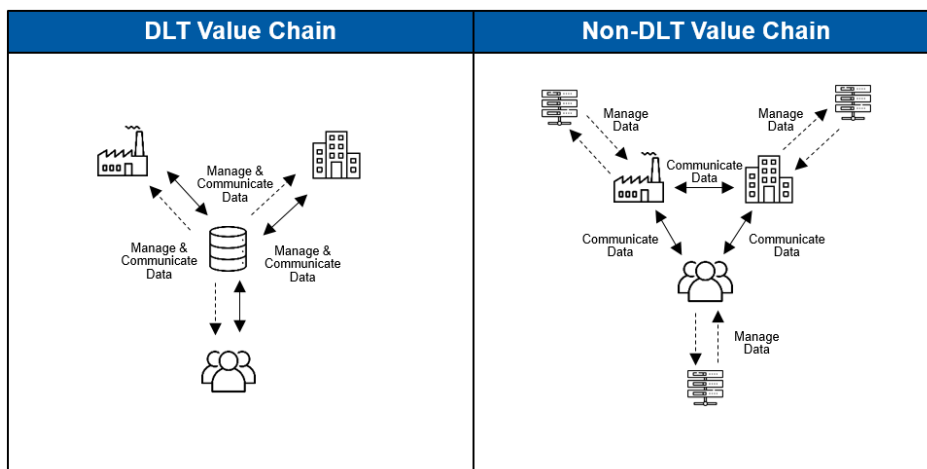 DLT Value Chain
Non-DLT Value Chain
Manage &
Communicate
Data
Manage &
Communicate
Data
Manage &
Communicate
Data
Manage
Data
Manage
Data
Communicate
Data
Communicate
Data
Communicate
Data
Manage
Data